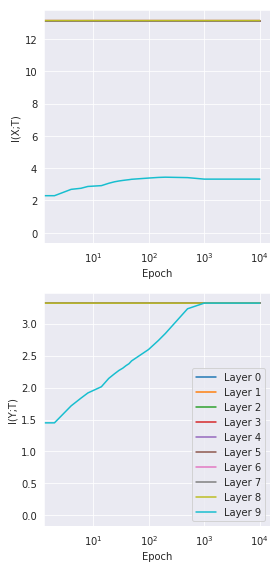 12
10
8
6
4
2
0
I(X;T)
10¹ 10² 10³ 10⁴
Epoch
3.0
2.5
2.0
1.5
1.0
0.5
0.0
I(Y;T)
Layer 0
Layer 1
Layer 2
Layer 3
Layer 4
Layer 5
Layer 6
Layer 7
Layer 8
Layer 9
10¹ 10² 10³ 10⁴
Epoch